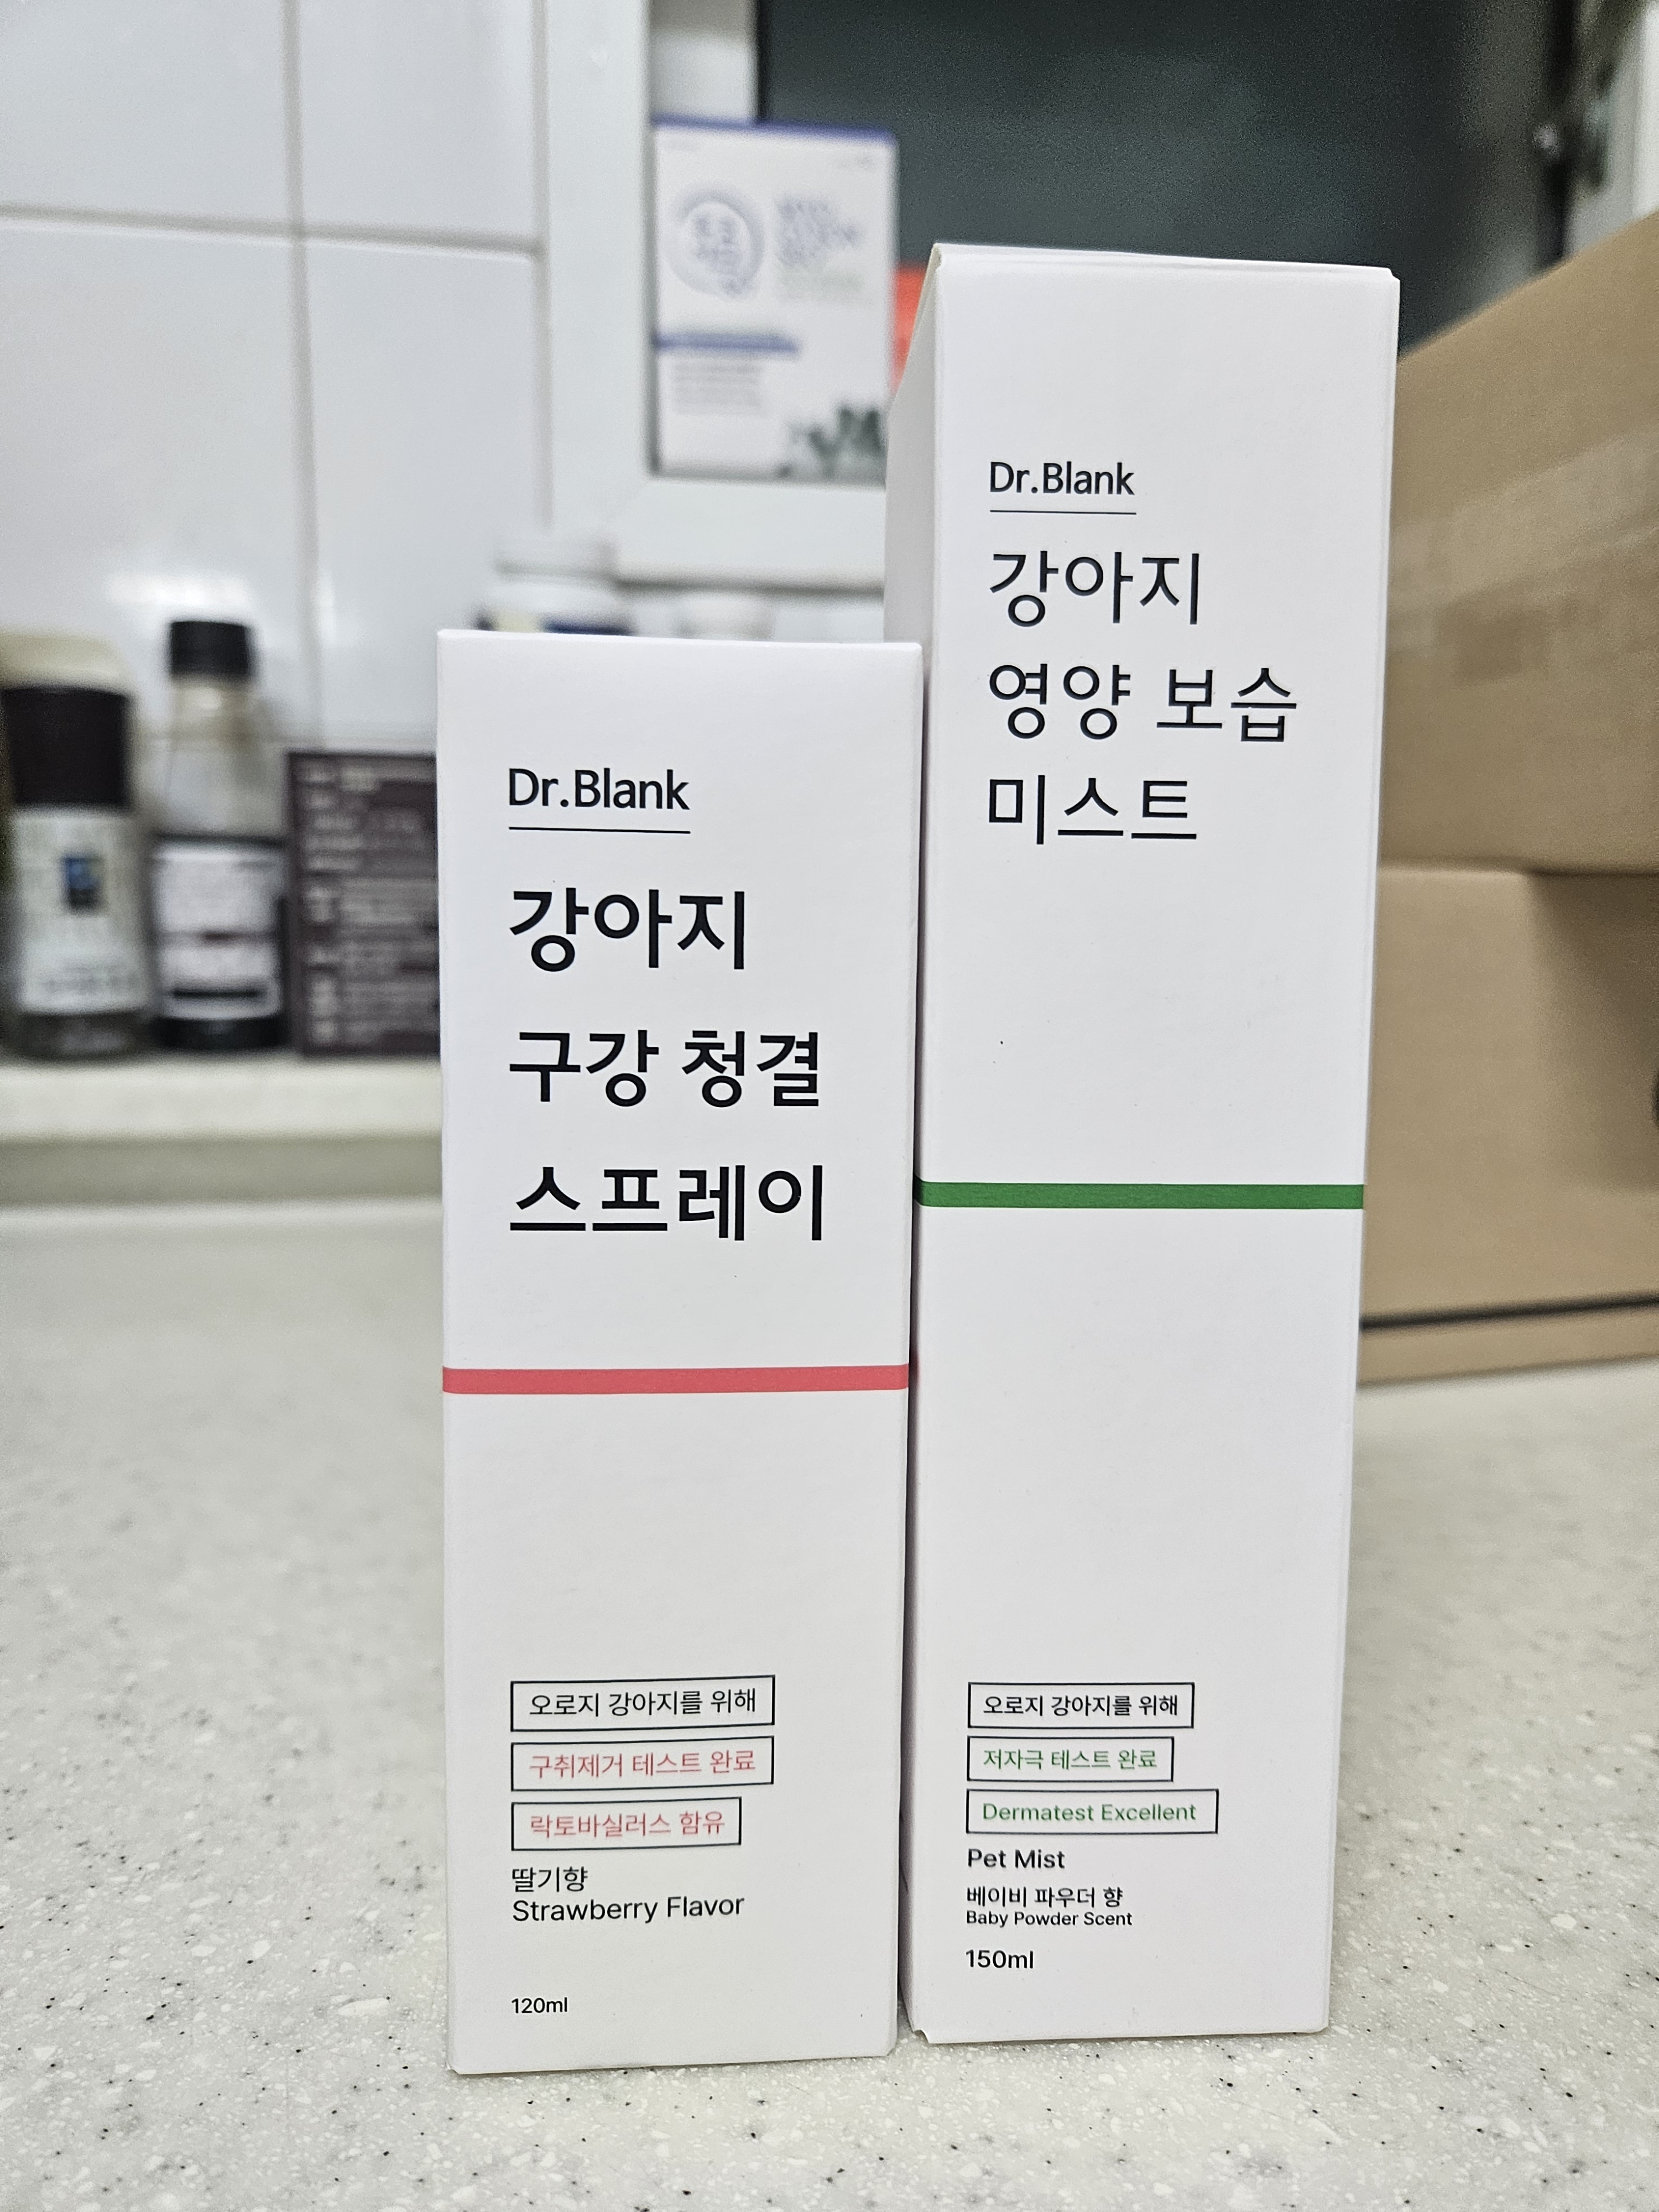 Dr.Blank
강아지
구강 청결
스프레이
오로지 강아지를 위해
구취제거 테스트 완료
락토바실러스 함유
딸기향
Strawberry Flavor
120ml
Dr.Blank
강아지
영양 보습
미스트
오로지 강아지를 위해
저자극 테스트 완료
Dermatest Excellent
Pet Mist
베이비 파우더 향
Baby Powder Scent
150ml